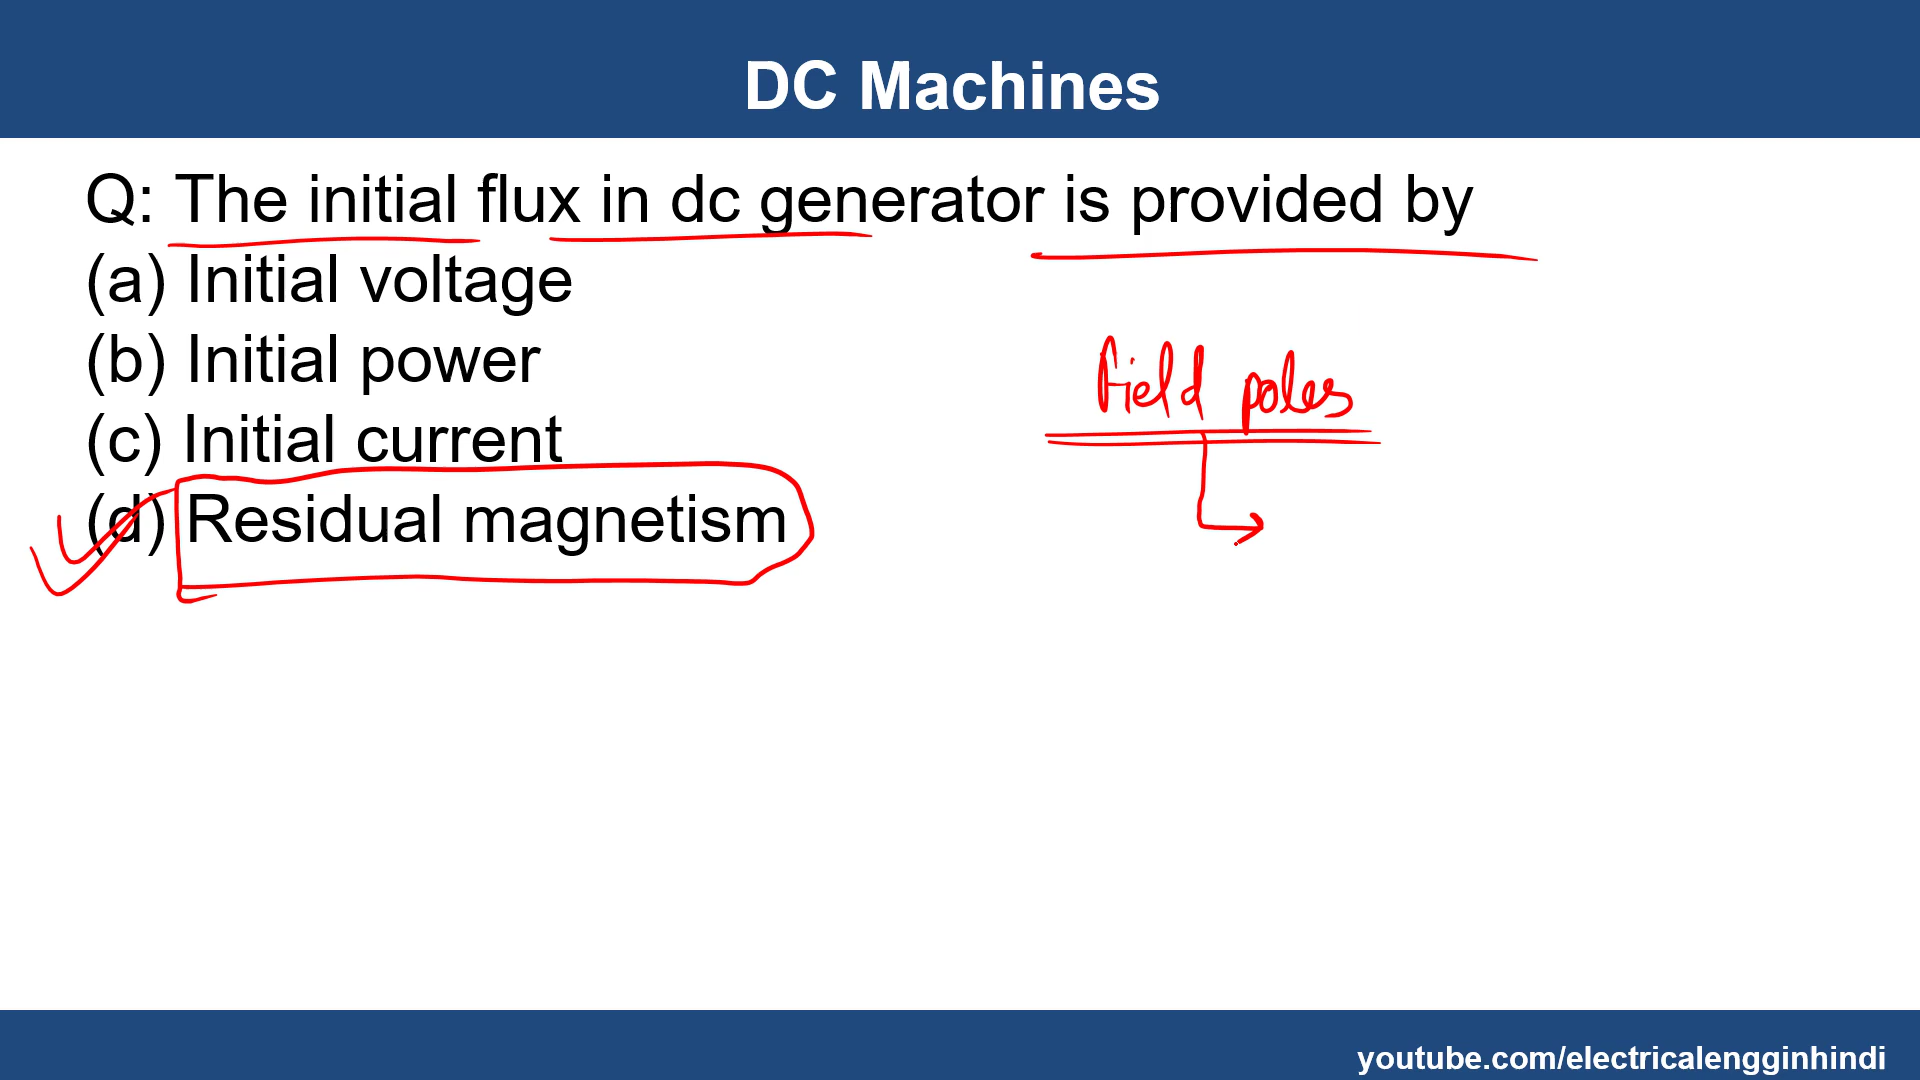 DC Machines
Q: The initial flux in dc generator is provided by
(a) Initial voltage
(b) Initial power
(c) Initial current
(d) Residual magnetism
Field poles
youtube.com/electricalengginhindi